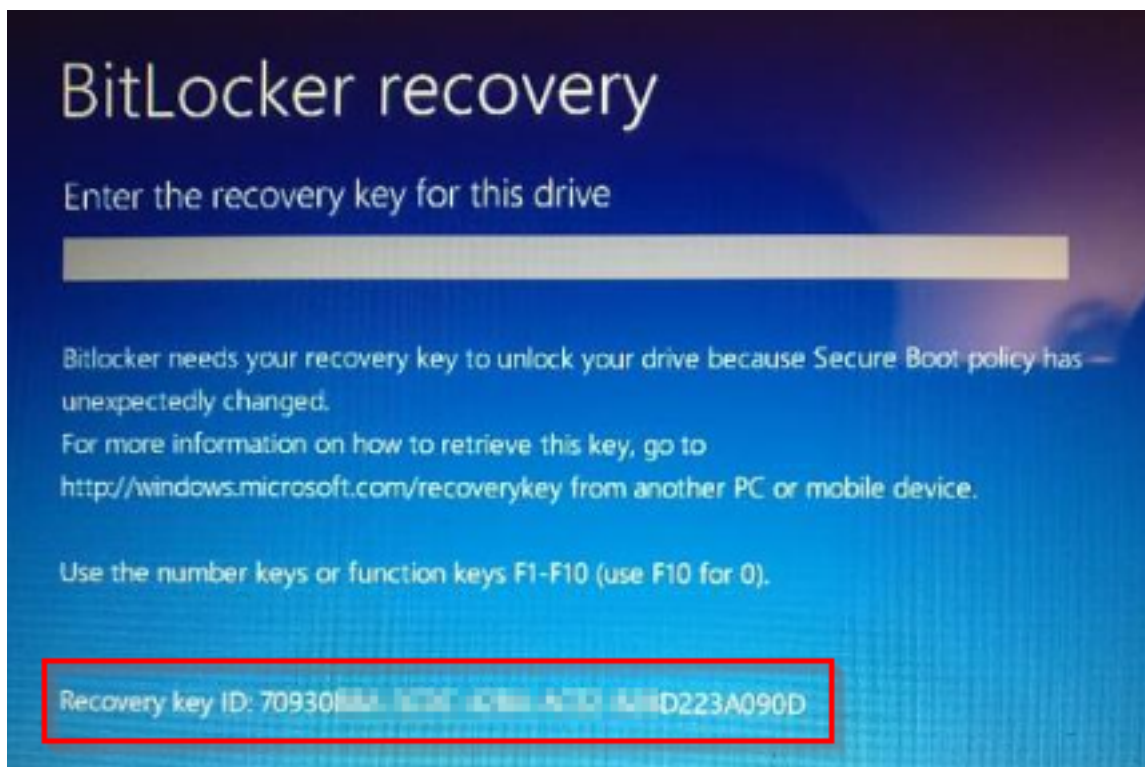 BitLocker recovery
Enter the recovery key for this drive
Bitlocker needs your recovery key to unlock your drive because Secure Boot policy has
unexpectedly changed.
For more information on how to retrieve this key, go to
http://windows.microsoft.com/recoverykey from another PC or mobile device.
Use the number keys or function keys F1-F10 (use F10 for 0).
Recovery key ID: 70930 D223A090D